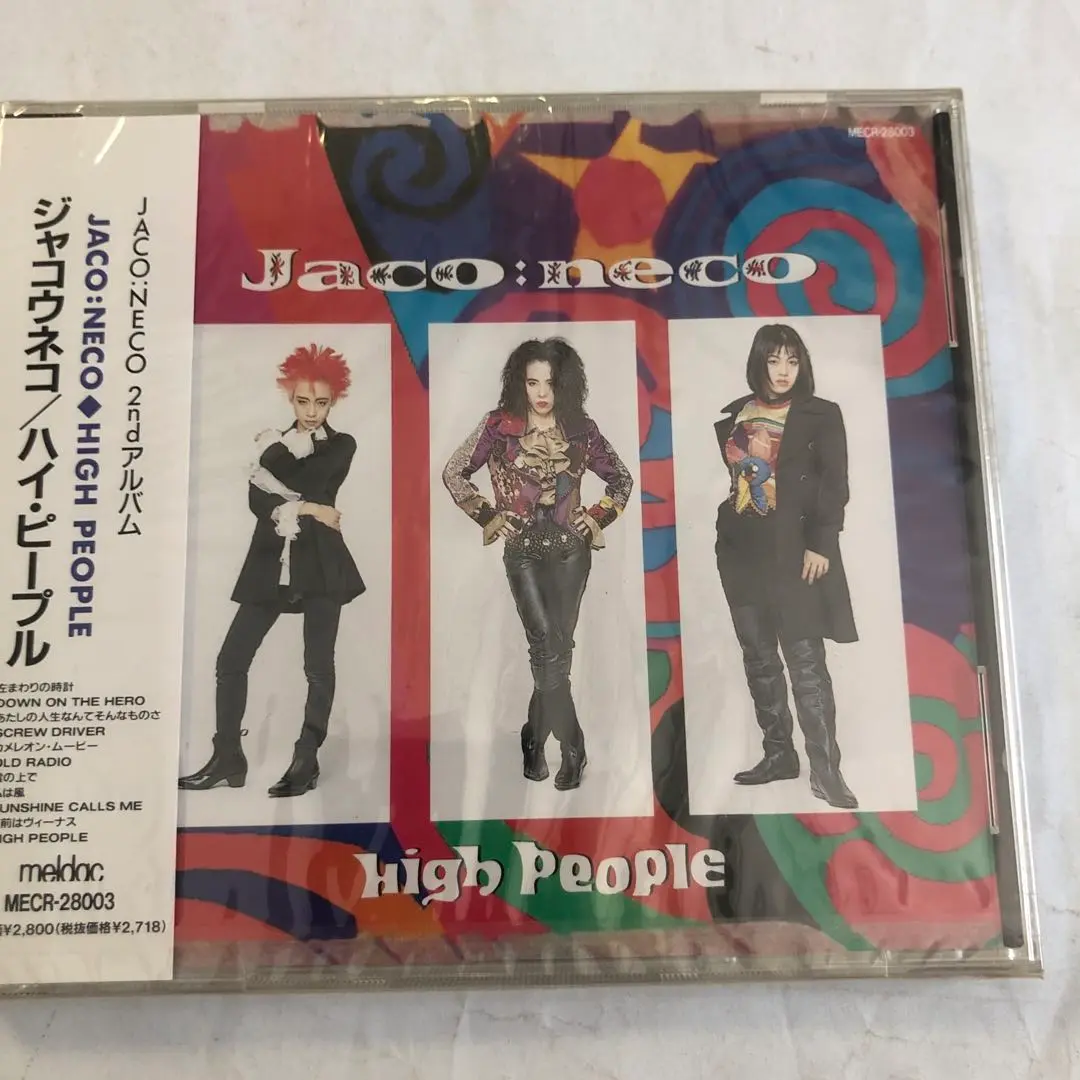 JACO:NECO 2ndアルバム
JACO:NECO◆HIGH PEOPLE
ジャコウネコ/ハイ・ピープル
左まわりの時計
DOWN ON THE HERO
あたしの人生なんてそんなものさ
SCREW DRIVER
カメレオン・ムービー
OLD RADIO
の上で
は風
UNSHINE CALLS ME
前はヴィーナス
IGH PEOPLE
meldac
MECR-28003
¥2,800(税抜価格¥2,718)
MECR-28003
Jaco:neco
High People